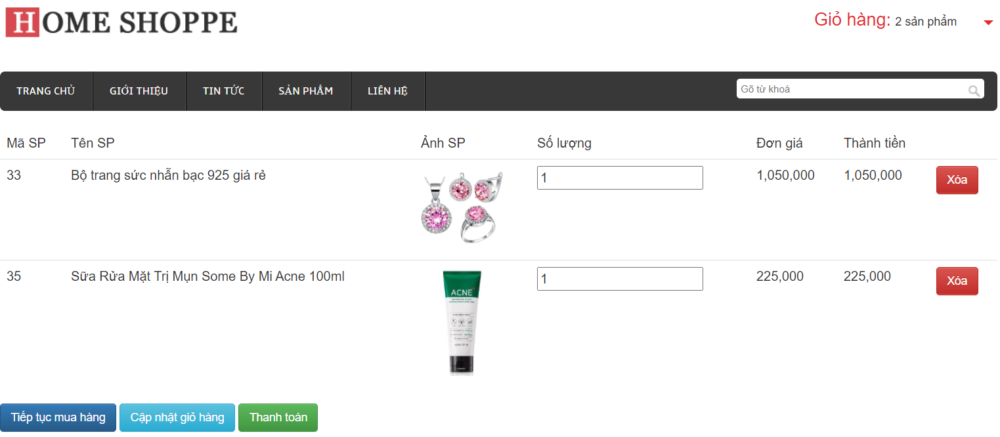 HOME SHOPPE
Giỏ hàng: 2 sản phẩm
TRANG CHỦ GIỚI THIỆU TIN TỨC SẢN PHẨM LIÊN HỆ Gõ từ khoá
Mã SP Tên SP Ảnh SP Số lượng Đơn giá Thành tiền
33 Bộ trang sức nhẫn bạc 925 giá rẻ 1 1,050,000 1,050,000 Xóa
35 Sữa Rửa Mặt Trị Mụn Some By Mi Acne 100ml 1 225,000 225,000 Xóa
ACNE
Tiếp tục mua hàng Cập nhật giỏ hàng Thanh toán